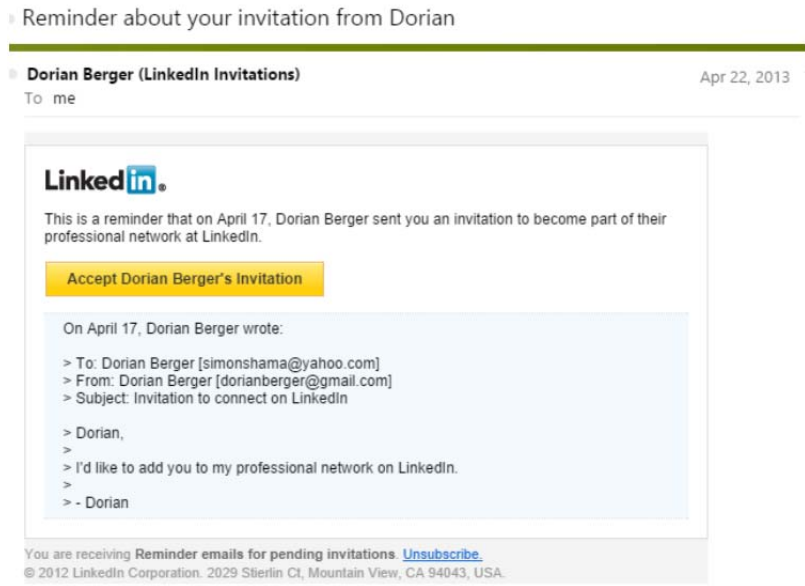 Reminder about your invitation from Dorian
Dorian Berger (LinkedIn Invitations)
Apr 22, 2013
To me
Linked in ®
This is a reminder that on April 17, Dorian Berger sent you an invitation to become part of their
professional network at LinkedIn.
Accept Dorian Berger's Invitation
On April 17, Dorian Berger wrote:
> To: Dorian Berger [simonshama@yahoo.com]
> From: Dorian Berger [dorianberger@gmail.com]
> Subject: Invitation to connect on LinkedIn
> Dorian,
>
> I'd like to add you to my professional network on LinkedIn.
>
> - Dorian
You are receiving Reminder emails for pending invitations. Unsubscribe.
© 2012 LinkedIn Corporation. 2029 Stierlin Ct, Mountain View, CA 94043, USA.